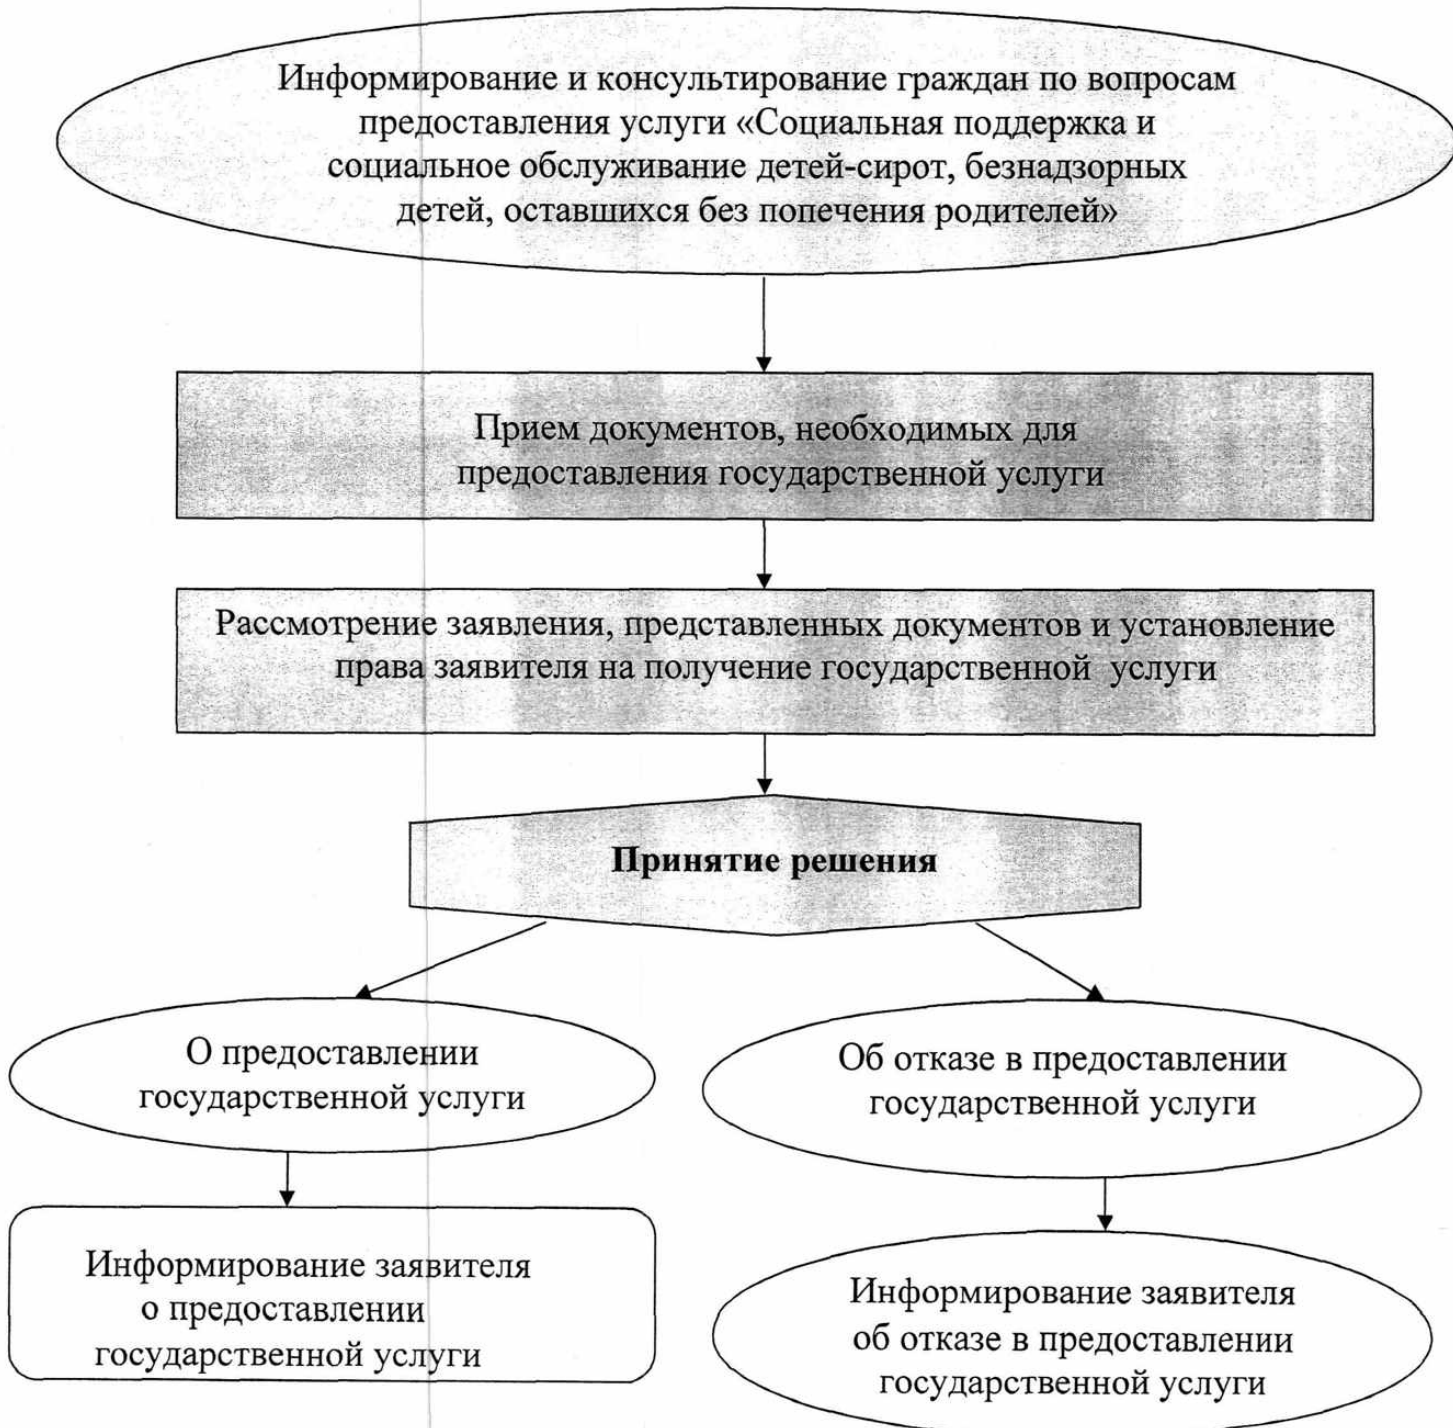 Информирование и консультирование граждан по вопросам
предоставления услуги «Социальная поддержка и
социальное обслуживание детей-сирот, безнадзорных
детей, оставшихся без попечения родителей»
Прием документов, необходимых для
предоставления государственной услуги
Рассмотрение заявления, представленных документов и установление
права заявителя на получение государственной услуги
Принятие решения
О предоставлении
государственной услуги
Об отказе в предоставлении
государственной услуги
Информирование заявителя
о предоставлении
государственной услуги
Информирование заявителя
об отказе в предоставлении
государственной услуги